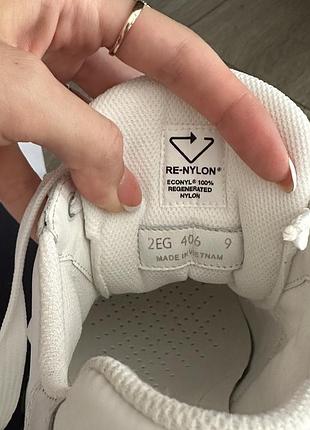 RE-NYLON®
ECONYL® 100%
REGENERATED
NYLON
2EG 406 9
MADE IN VIETNAM